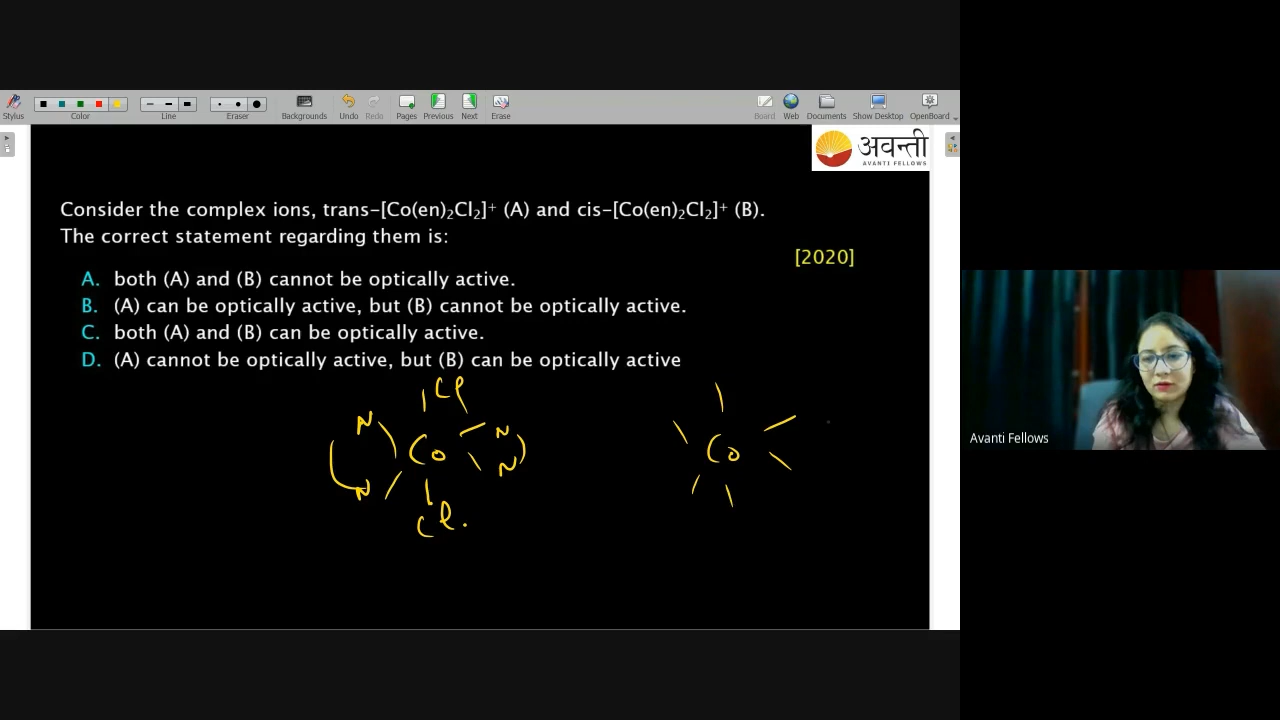 Stylus
Color
Line
Eraser
Backgrounds
Undo
Redo
Pages
Previous
Next
Erase
Board
Web
Documents
Show Desktop
OpenBoard
अवन्ती
AVANTI FELLOWS
Consider the complex ions, trans−[Co(en)₂Cl₂]⁺ (A) and cis−[Co(en)₂Cl₂]⁺ (B).
The correct statement regarding them is:
[2020]
A. both (A) and (B) cannot be optically active.
B. (A) can be optically active, but (B) cannot be optically active.
C. both (A) and (B) can be optically active.
D. (A) cannot be optically active, but (B) can be optically active
Cl
N
N
Co
N
N
Cl.
Co
Avanti Fellows